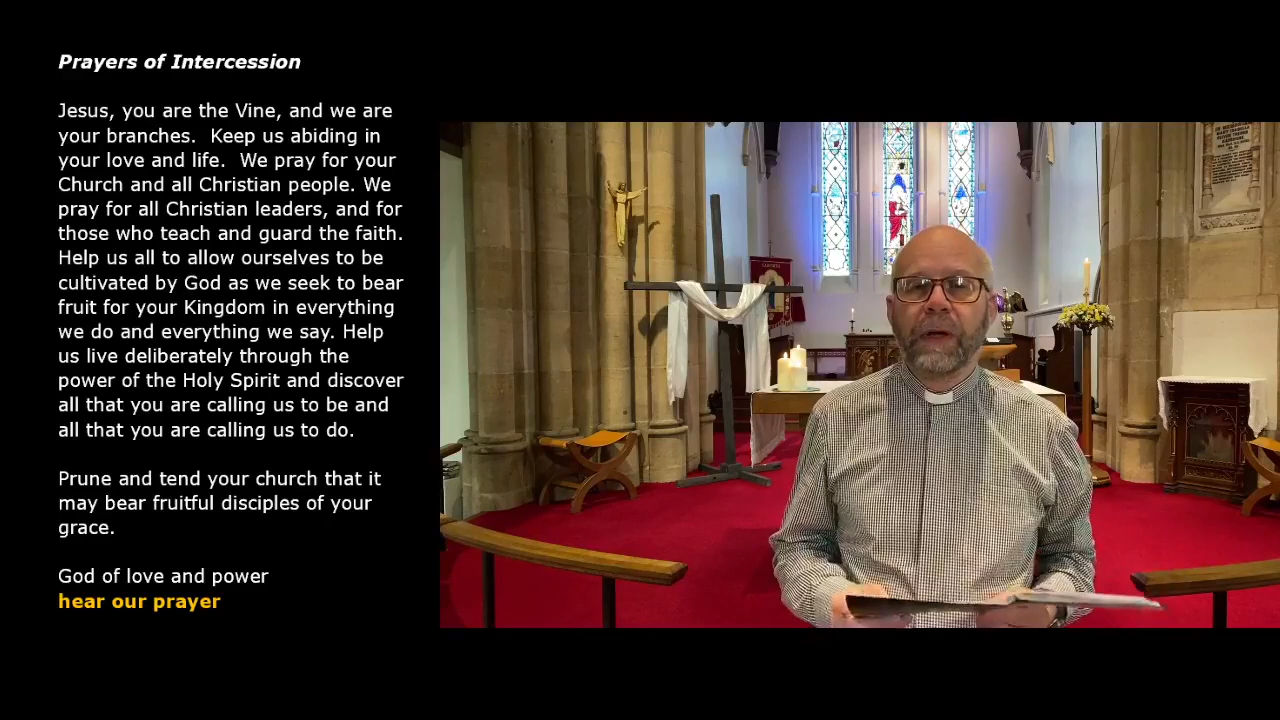 Prayers of Intercession
Jesus, you are the Vine, and we are
your branches.  Keep us abiding in
your love and life.  We pray for your
Church and all Christian people. We
pray for all Christian leaders, and for
those who teach and guard the faith.
Help us all to allow ourselves to be
cultivated by God as we seek to bear
fruit for your Kingdom in everything
we do and everything we say. Help
us live deliberately through the
power of the Holy Spirit and discover
all that you are calling us to be and
all that you are calling us to do.
Prune and tend your church that it
may bear fruitful disciples of your
grace.
God of love and power
hear our prayer